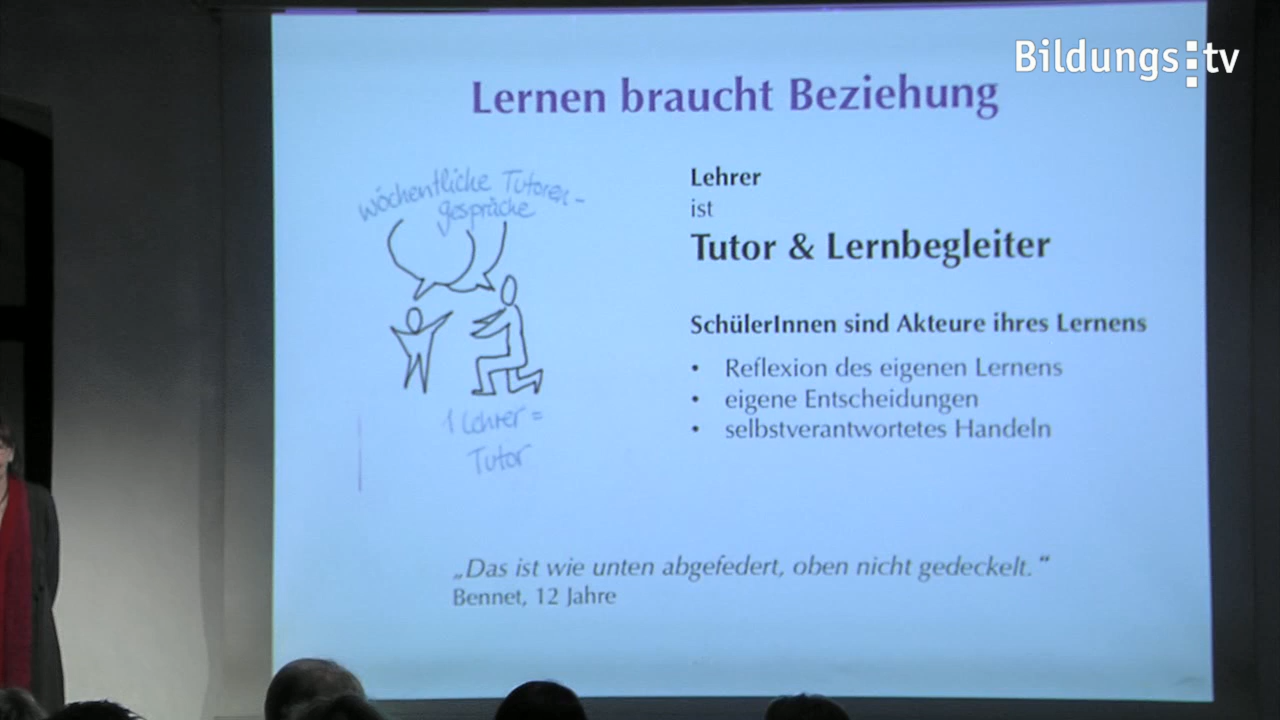 Bildungs:tv
Lernen braucht Beziehung
wöchentliche Tutoren-
gespräche
1 Lehrer =
Tutor
Lehrer
ist
Tutor & Lernbegleiter
SchülerInnen sind Akteure ihres Lernens
• Reflexion des eigenen Lernens
• eigene Entscheidungen
• selbstverantwortetes Handeln
„Das ist wie unten abgefedert, oben nicht gedeckelt. “
Bennet, 12 Jahre